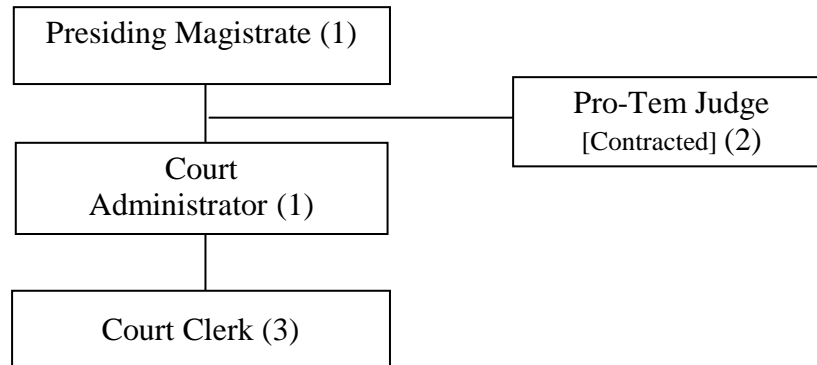 Presiding Magistrate (1)
Pro-Tem Judge
[Contracted] (2)
Court
Administrator (1)
Court Clerk (3)